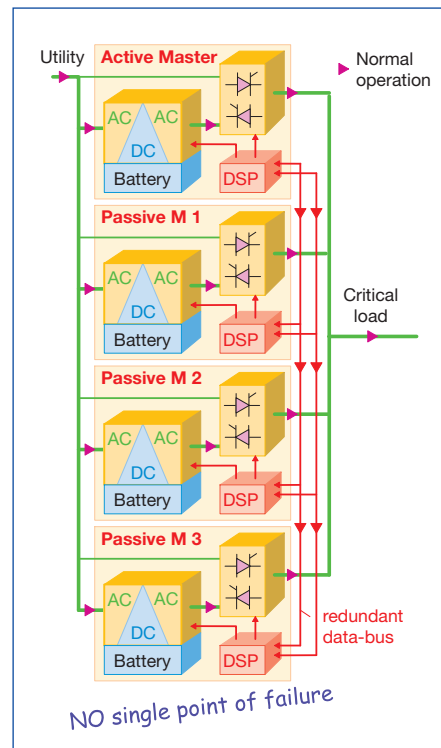 Utility
Active Master
Normal
operation
AC AC
DC
Battery
DSP
Passive M 1
AC AC
DC
Battery
DSP
Critical
load
Passive M 2
AC AC
DC
Battery
DSP
Passive M 3
AC AC
DC
Battery
DSP
redundant
data-bus
NO single point of failure